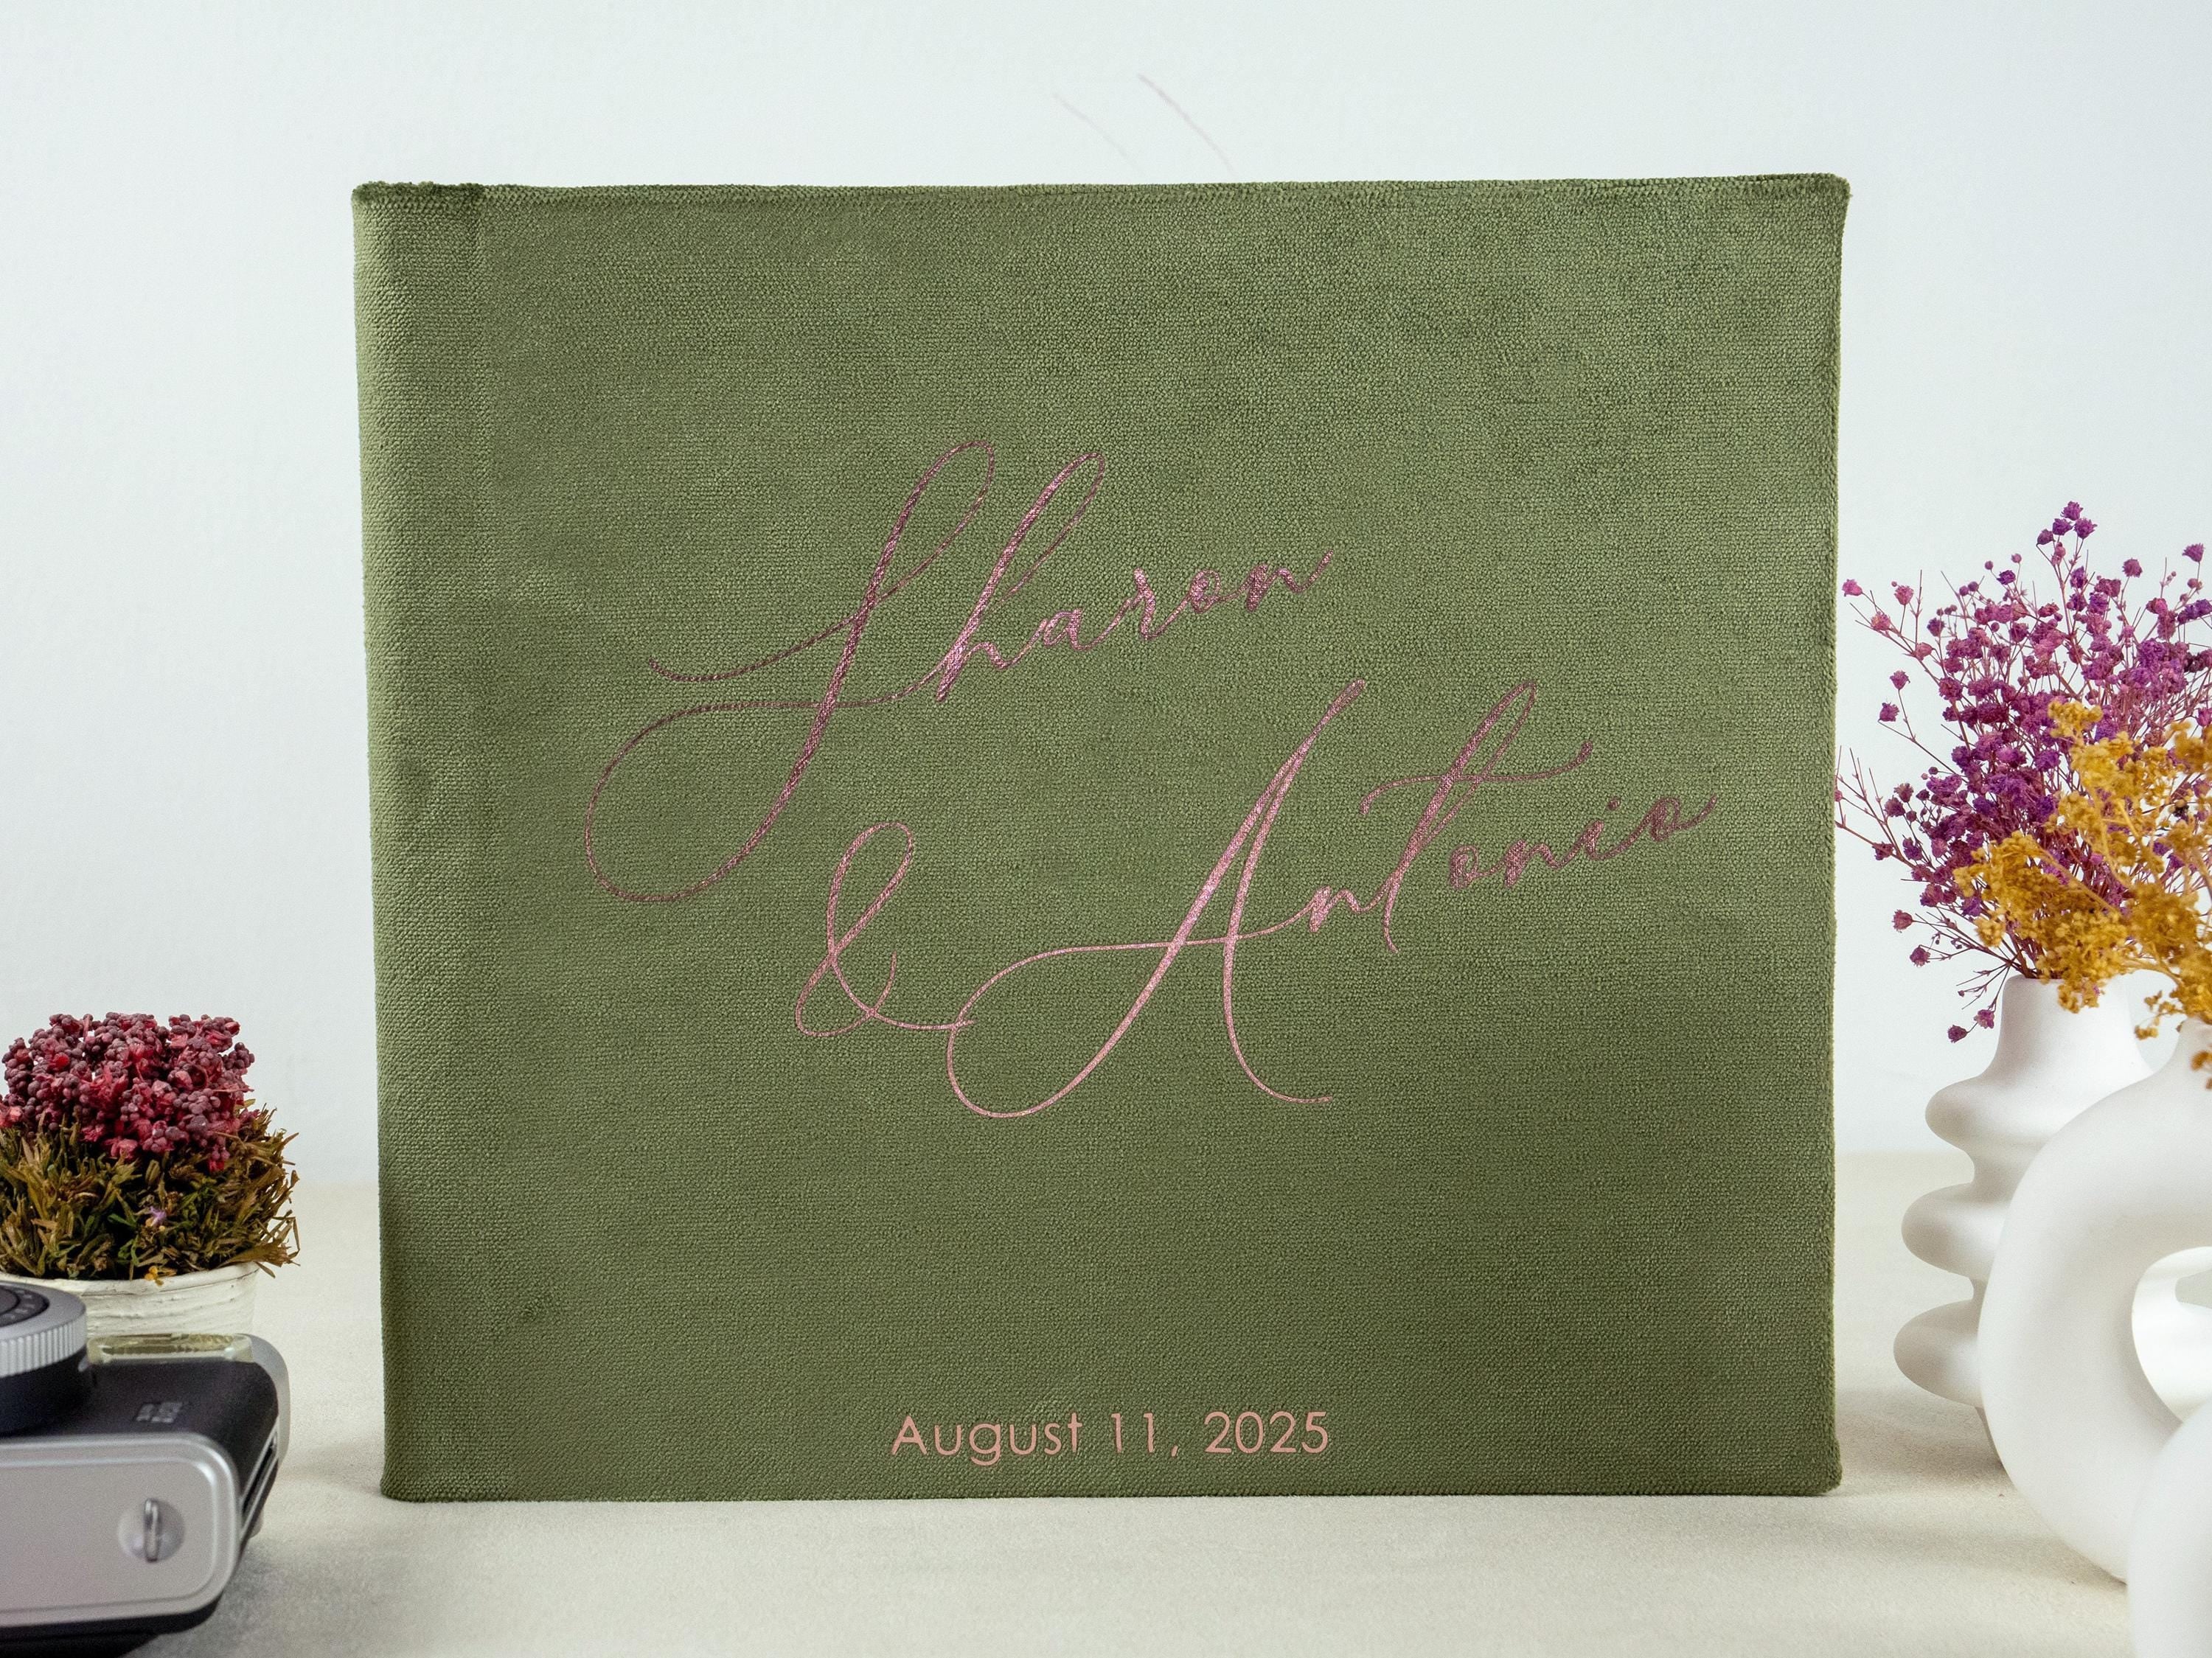 Sharon
& Antonio
August 11, 2025